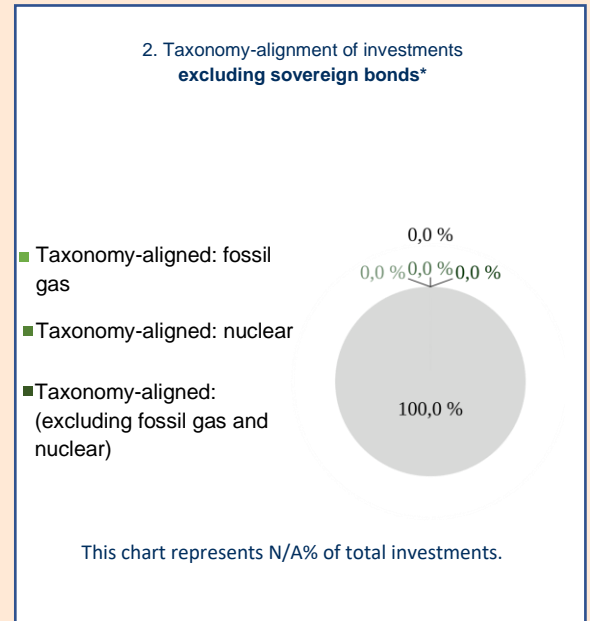 2. Taxonomy-alignment of investments
excluding sovereign bonds*
Taxonomy-aligned: fossil
gas
Taxonomy-aligned: nuclear
Taxonomy-aligned:
(excluding fossil gas and
nuclear)
0,0 %
0,0 % 0,0 % 0,0 %
100,0 %
This chart represents N/A% of total investments.